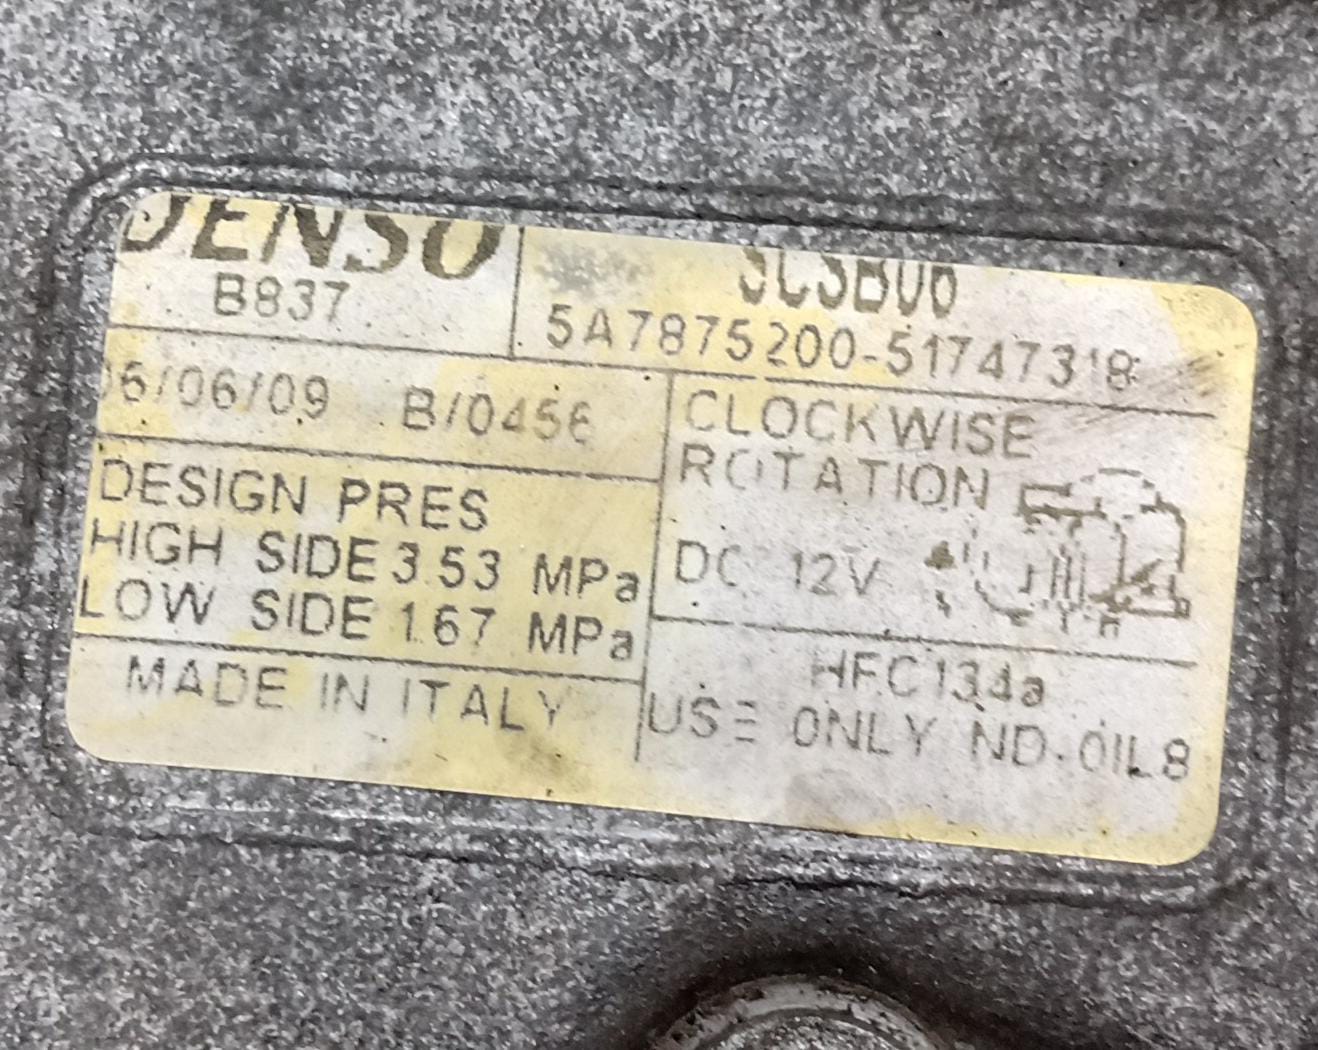 DENSO
B837
5A7875200-51747318
6/06/09 B/0456
CLOCKWISE
ROTATION
DC 12V
DESIGN PRES
HIGH SIDE 3.53 MPa
LOW SIDE 1.67 MPa
MADE IN ITALY
HFC134a
USE ONLY ND-OIL8